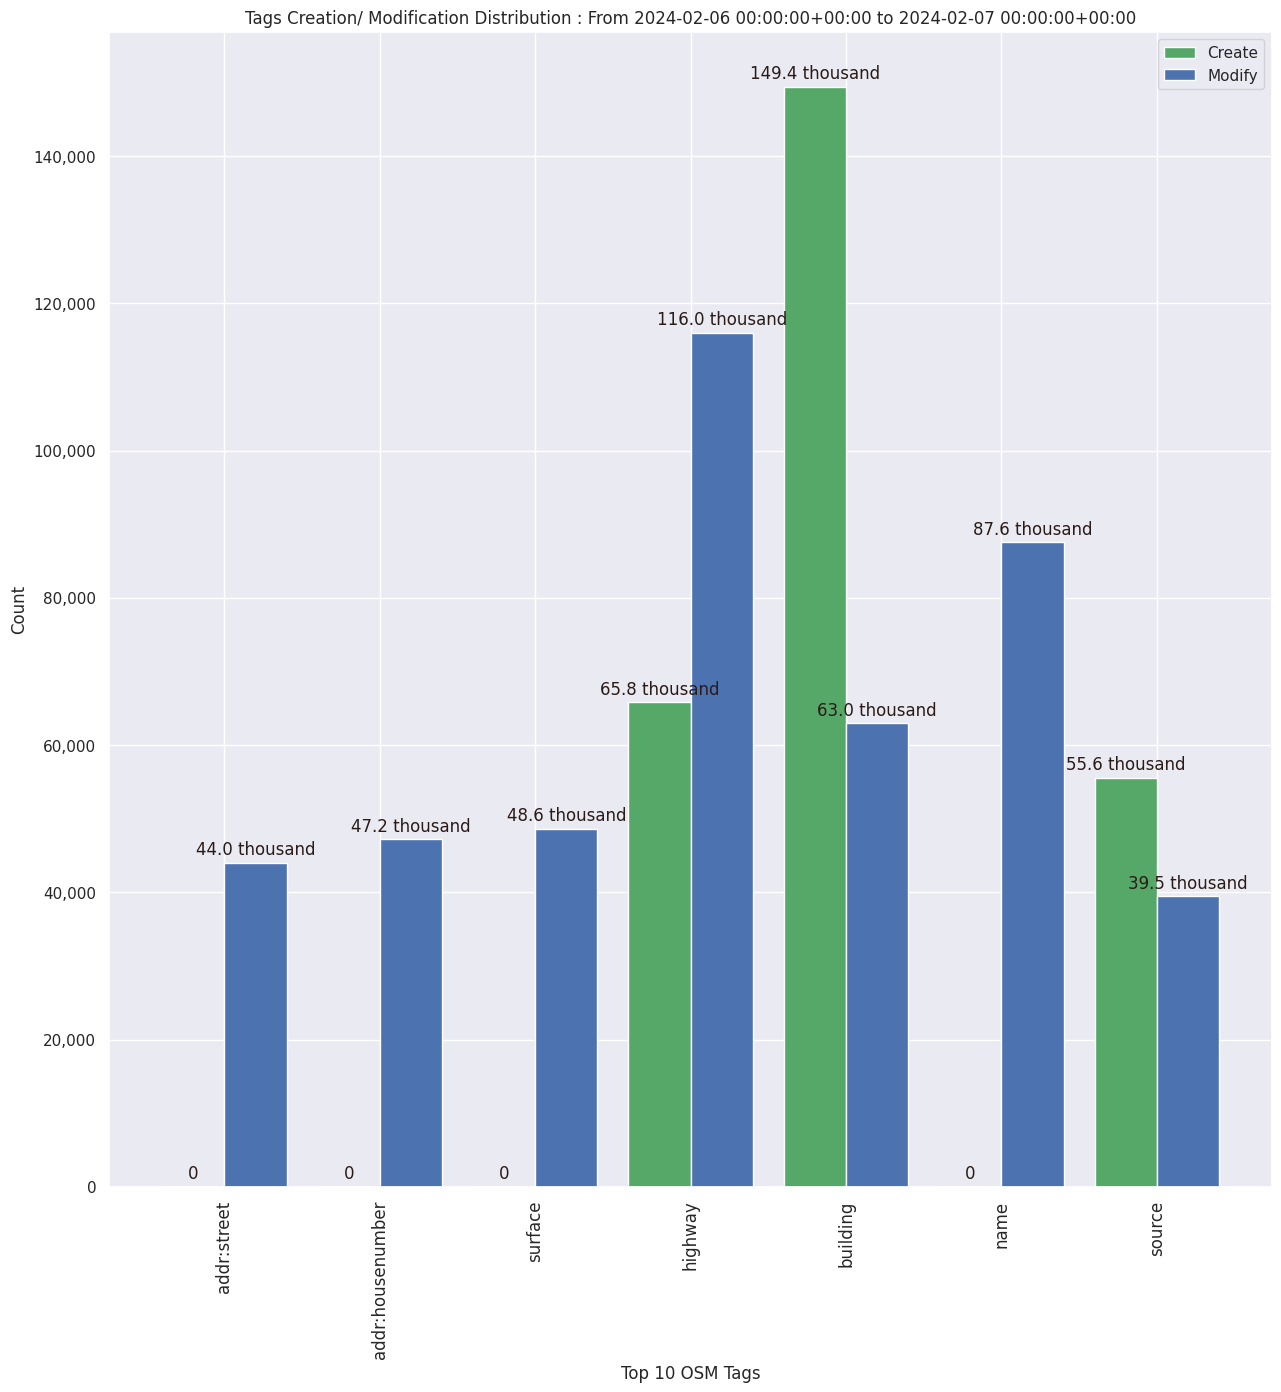 Tags Creation/ Modification Distribution : From 2024-02-06 00:00:00+00:00 to 2024-02-07 00:00:00+00:00
Create
Modify
149.4 thousand
140,000
120,000
116.0 thousand
100,000
87.6 thousand
80,000
65.8 thousand
63.0 thousand
60,000
55.6 thousand
48.6 thousand
47.2 thousand
44.0 thousand
40,000
39.5 thousand
20,000
0
0
0
0
0
Count
addr:street
addr:housenumber
surface
highway
building
name
source
Top 10 OSM Tags